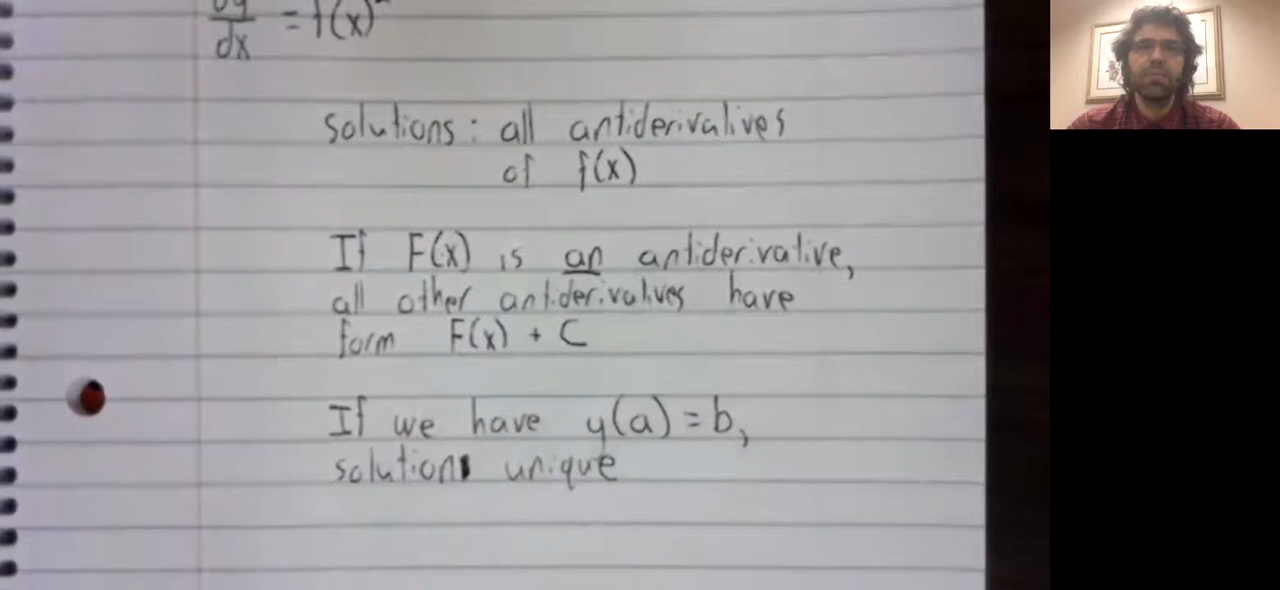 dy
dx = f(x)
solutions: all antiderivatives
of f(x)
If F(x) is an antiderivative,
all other antiderivatives have
form F(x) + C
If we have y(a) = b,
solution unique